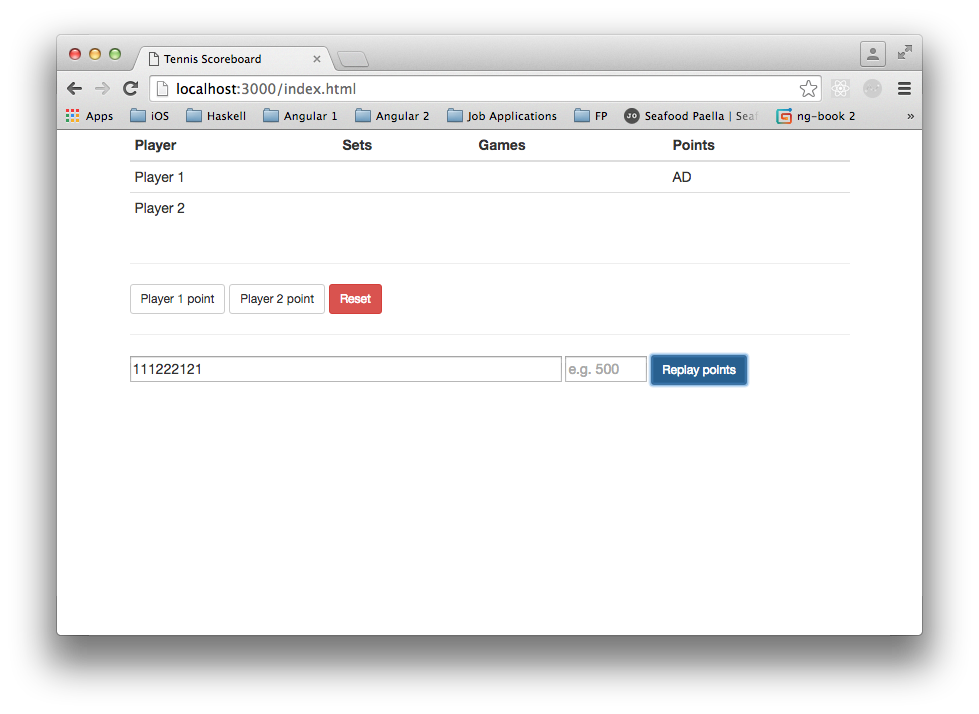 Tennis Scoreboard
localhost:3000/index.html
Apps iOS Haskell Angular 1 Angular 2 Job Applications FP JO Seafood Paella | Sea ng-book 2 »
Player Sets Games Points
Player 1 AD
Player 2
Player 1 point Player 2 point Reset
111222121 e.g. 500 Replay points